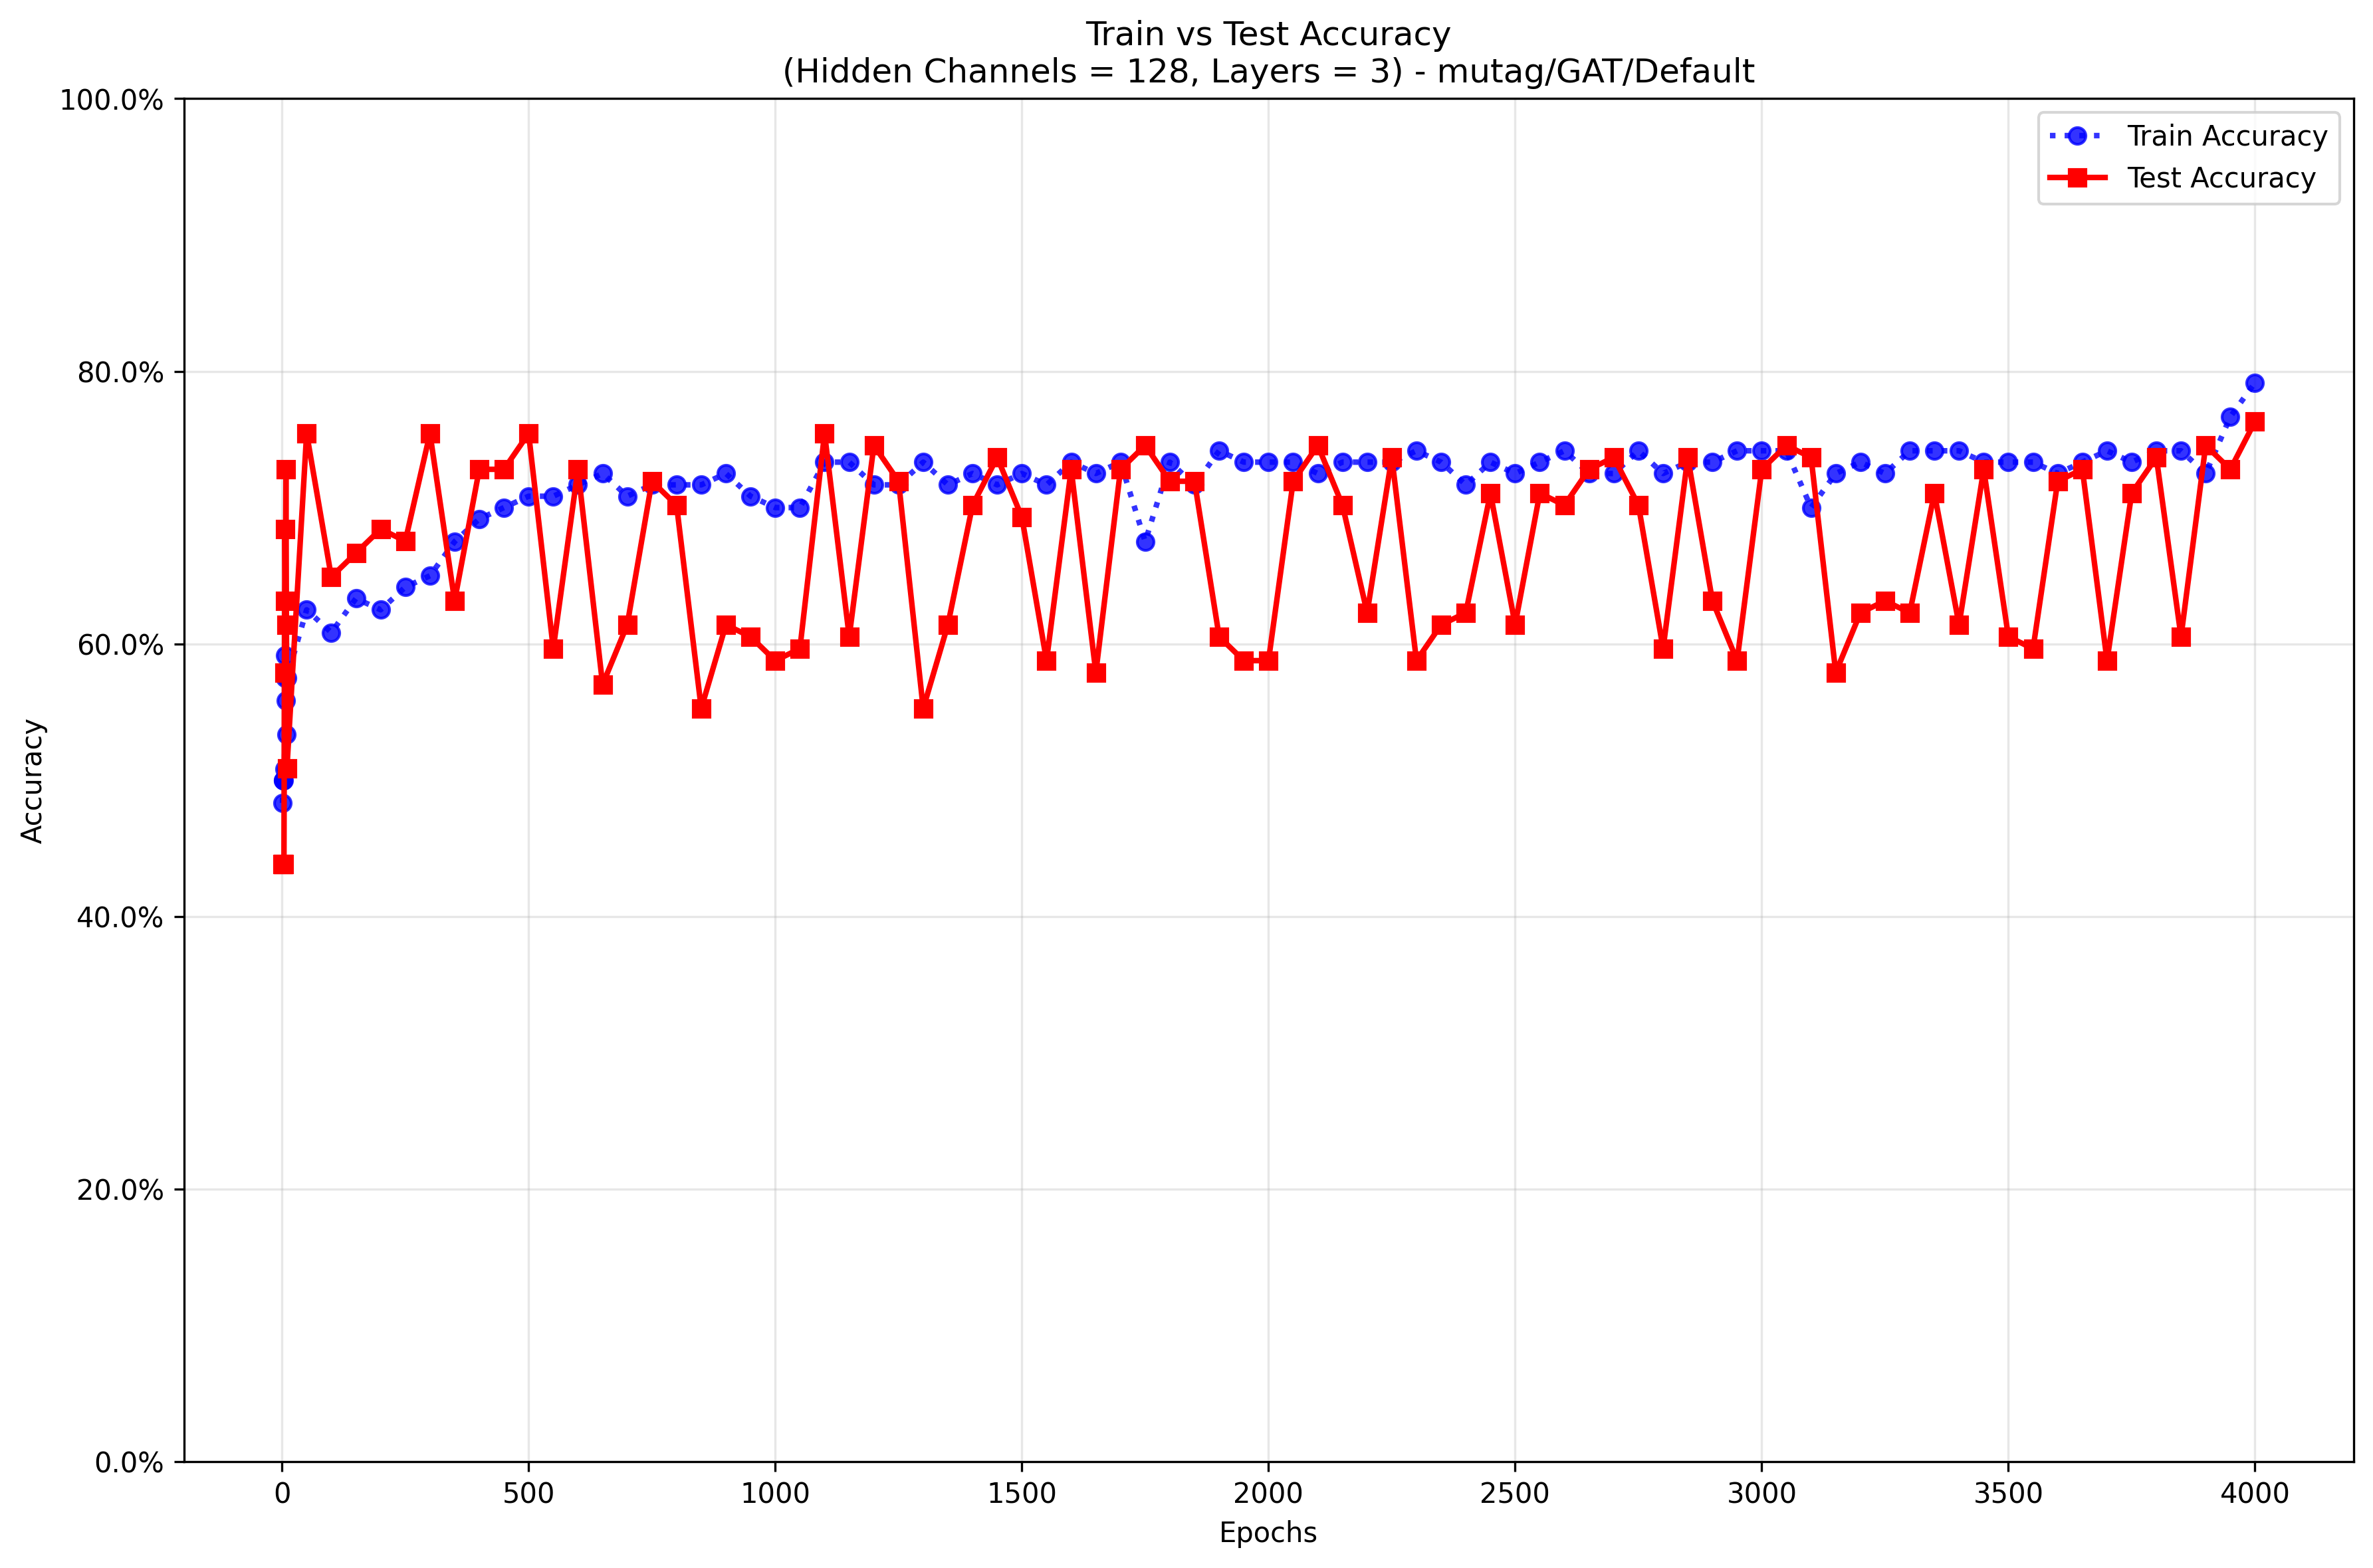 Train vs Test Accuracy
(Hidden Channels = 128, Layers = 3) - mutag/GAT/Default
100.0%
80.0%
60.0%
40.0%
20.0%
0.0%
Accuracy
Train Accuracy
Test Accuracy
0 500 1000 1500 2000 2500 3000 3500 4000
Epochs